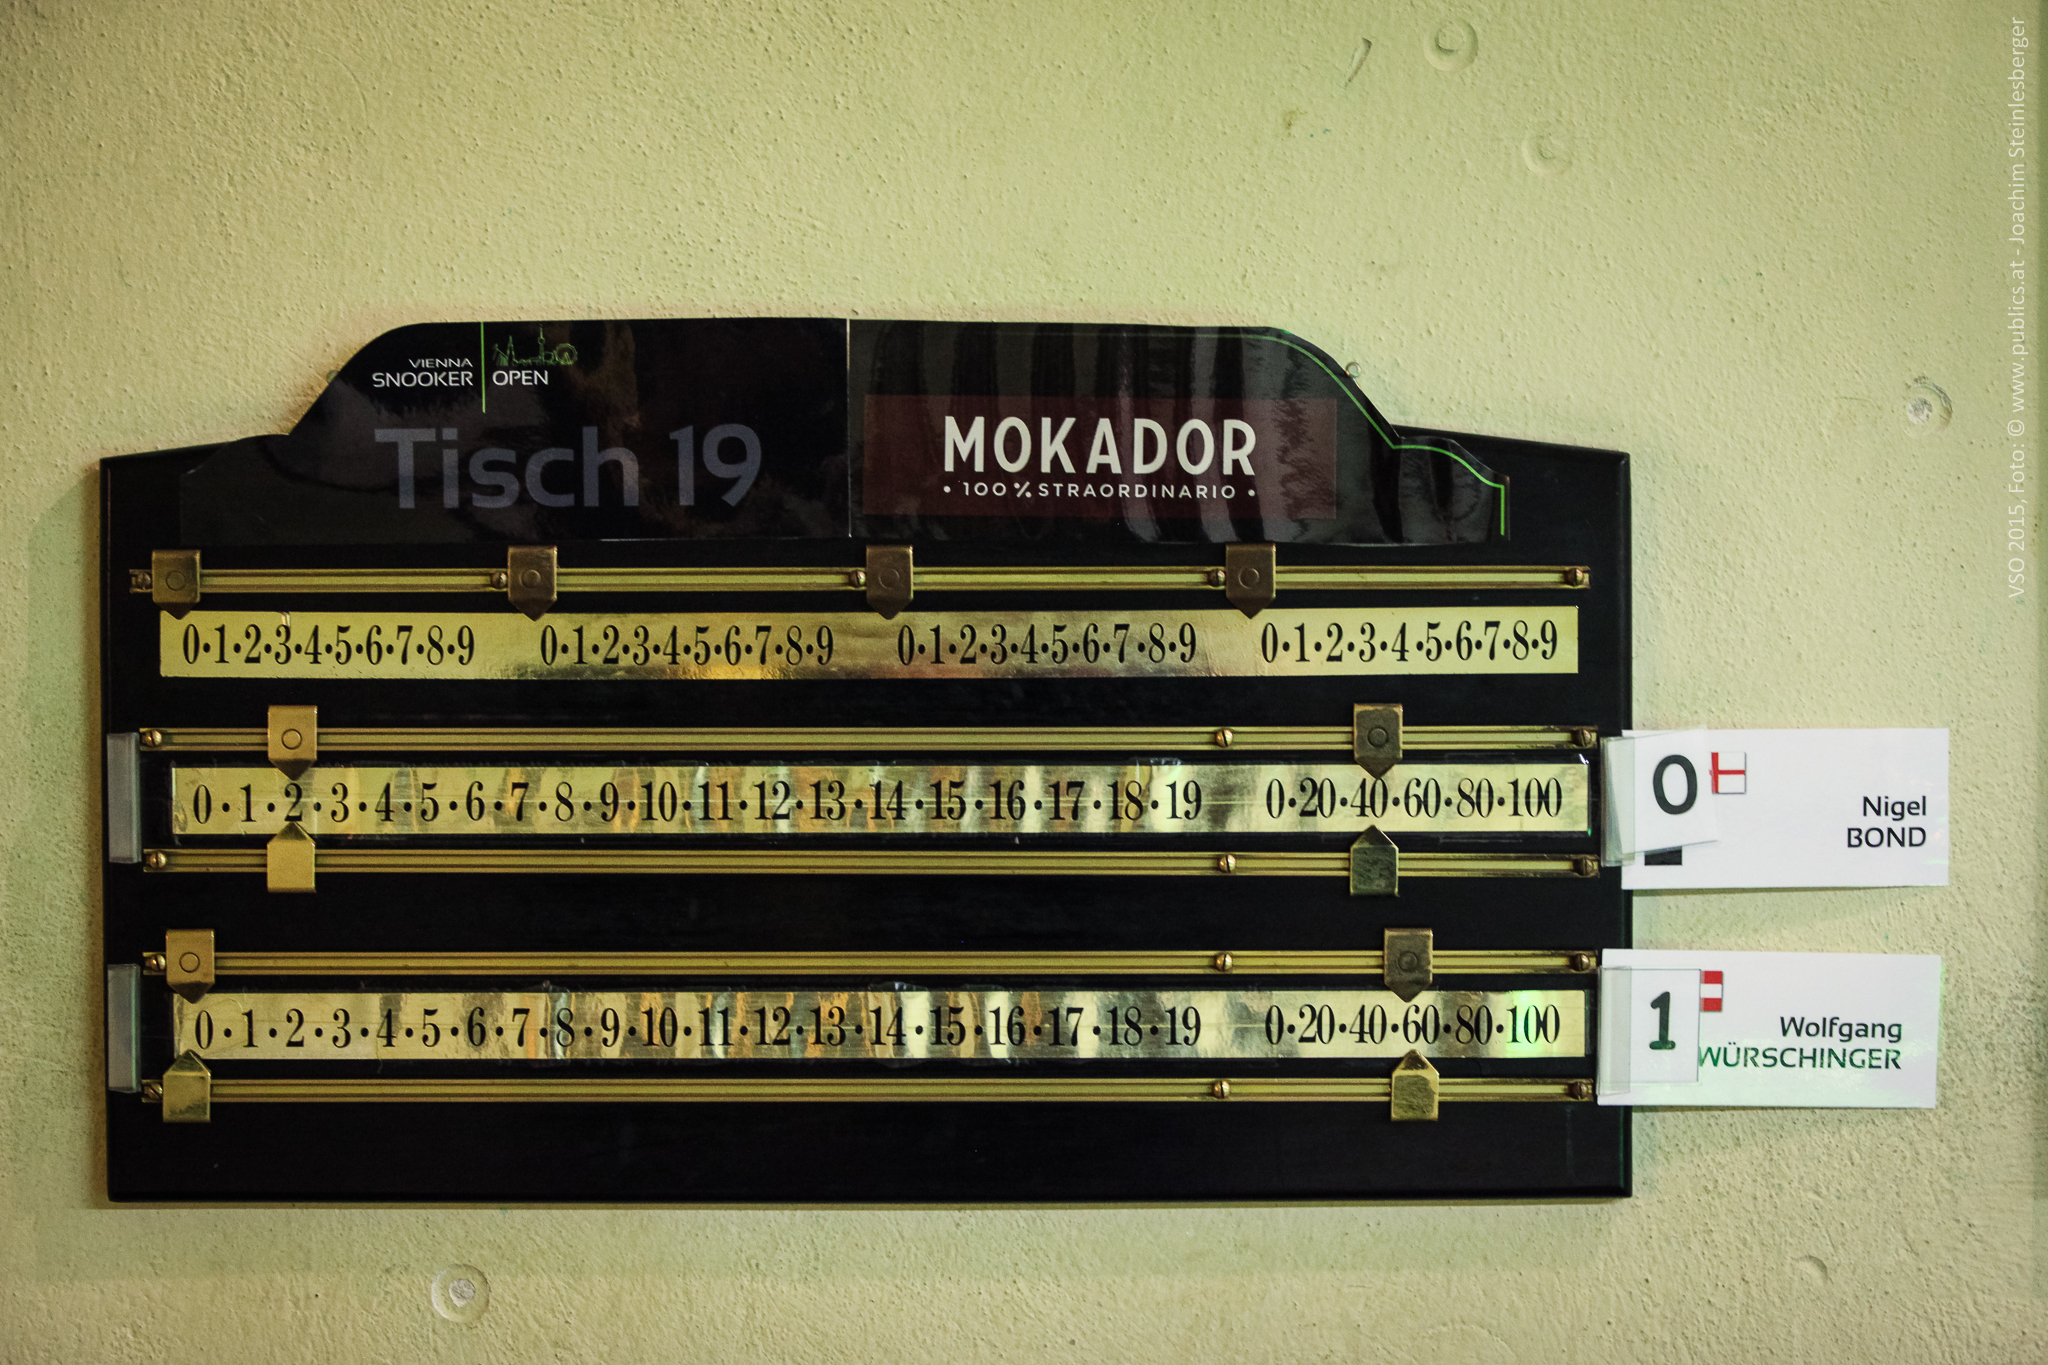 VIENNA
SNOOKER OPEN
Tisch 19
MOKADOR
• 100% STRAORDINARIO •
0·1·2·3·4·5·6·7·8·9 0·1·2·3·4·5·6·7·8·9 0·1·2·3·4·5·6·7·8·9 0·1·2·3·4·5·6·7·8·9
0·1·2·3·4·5·6·7·8·9·10·11·12·13·14·15·16·17·18·19 0·20·40·60·80·100
0
Nigel
BOND
0·1·2·3·4·5·6·7·8·9·10·11·12·13·14·15·16·17·18·19 0·20·40·60·80·100
1
Wolfgang
WÜRSCHINGER
VSO 2015, Foto: © www.publics.at - Joachim Steinlesberger